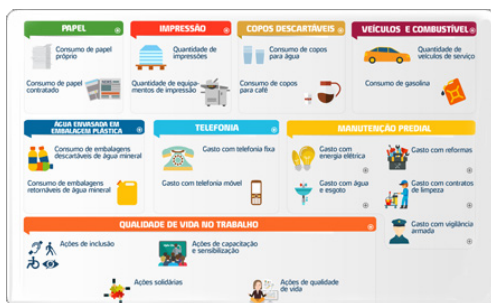 PAPEL
Consumo de papel
próprio
Consumo de papel
contratado
IMPRESSÃO
Quantidade de
impressões
Quantidade de equipa-
mentos de impressão
COPOS DESCARTÁVEIS
Consumo de copos
para água
Consumo de copos
para café
VEÍCULOS E COMBUSTÍVEL
Quantidade de
veículos de serviço
Consumo de gasolina
ÁGUA ENVASADA EM
EMBALAGEM PLÁSTICA
Consumo de embalagens
descartáveis de água mineral
Consumo de embalagens
retornáveis de água mineral
TELEFONIA
Gasto com telefonia fixa
Gasto com telefonia móvel
MANUTENÇÃO PREDIAL
Gasto com
energia elétrica
Gasto com água
e esgoto
Gasto com reformas
Gasto com contratos
de limpeza
Gasto com vigilância
armada
QUALIDADE DE VIDA NO TRABALHO
Ações de inclusão
Ações de capacitação
e sensibilização
Ações solidárias
Ações de qualidade
de vida